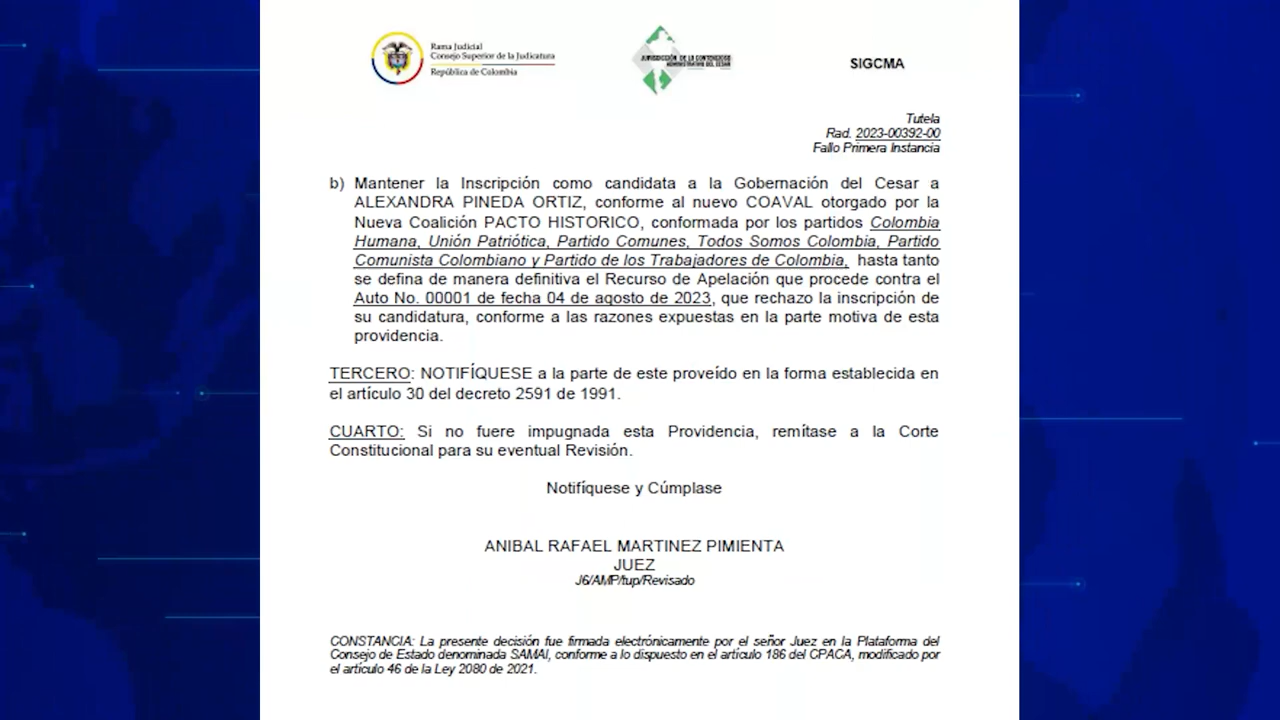 Rama Judicial
Consejo Superior de la Judicatura
República de Colombia
JURISDICCIÓN DE LO CONTENCIOSO
ADMINISTRATIVO DEL CESAR
SIGCMA
Tutela
Rad. 2023-00392-00
Fallo Primera Instancia
b) Mantener la Inscripción como candidata a la Gobernación del Cesar a
ALEXANDRA PINEDA ORTIZ, conforme al nuevo COAVAL otorgado por la
Nueva Coalición PACTO HISTORICO, conformada por los partidos Colombia
Humana, Unión Patriótica, Partido Comunes, Todos Somos Colombia, Partido
Comunista Colombiano y Partido de los Trabajadores de Colombia, hasta tanto
se defina de manera definitiva el Recurso de Apelación que procede contra el
Auto No. 00001 de fecha 04 de agosto de 2023, que rechazo la inscripción de
su candidatura, conforme a las razones expuestas en la parte motiva de esta
providencia.
TERCERO: NOTIFÍQUESE a la parte de este proveído en la forma establecida en
el artículo 30 del decreto 2591 de 1991.
CUARTO: Si no fuere impugnada esta Providencia, remítase a la Corte
Constitucional para su eventual Revisión.
Notifíquese y Cúmplase
ANIBAL RAFAEL MARTINEZ PIMIENTA
JUEZ
J6/AMP/tup/Revisado
CONSTANCIA: La presente decisión fue firmada electrónicamente por el señor Juez en la Plataforma del
Consejo de Estado denominada SAMAI, conforme a lo dispuesto en el artículo 186 del CPACA, modificado por
el artículo 46 de la Ley 2080 de 2021.